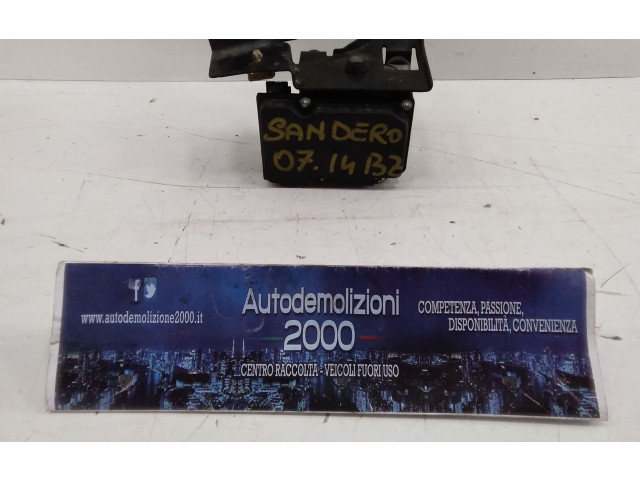 SANDERO
07.14 BZ
www.autodemolizione2000.it
Autodemolizioni
2000
CENTRO RACCOLTA - VEICOLI FUORI USO
COMPETENZA, PASSIONE,
DISPONIBILITÀ, CONVENIENZA